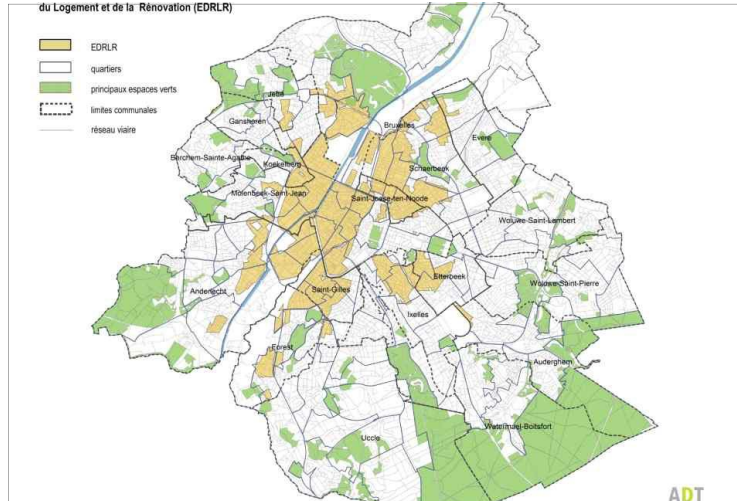 du Logement et de la Rénovation (EDRLR)
EDRLR
quartiers
principaux espaces verts
limites communales
réseau viaire
Jette
Ganshoren
Bruxelles
Evere
Berchem-Sainte-Agathe
Koekelberg
Schaerbeek
Molenbeek-Saint-Jean
Saint-Josse-ten-Noode
Woluwe-Saint-Lambert
Etterbeek
Woluwe-Saint-Pierre
Anderlecht
Saint-Gilles
Ixelles
Forest
Auderghem
Watermael-Boitsfort
Uccle
ADT